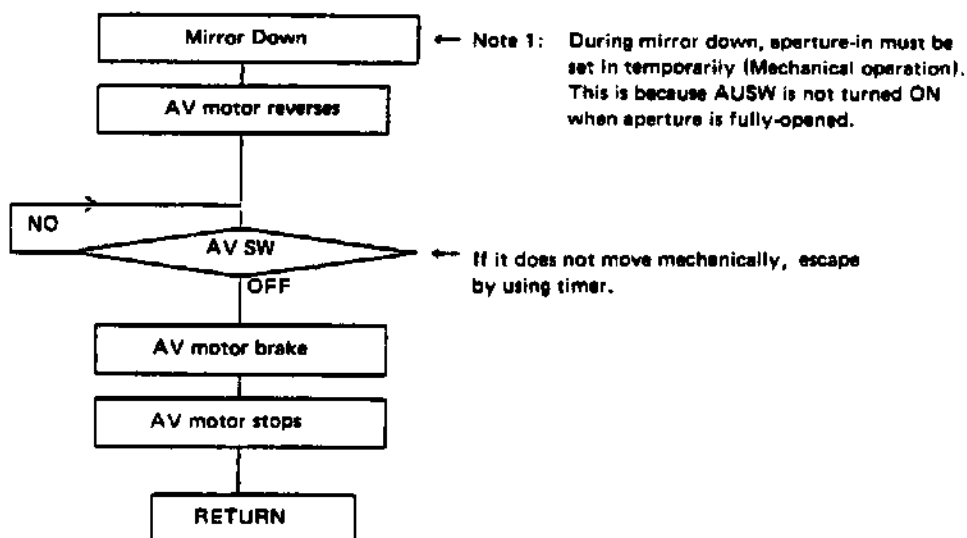 Mirror Down
← Note 1: During mirror down, aperture-in must be
set in temporarily (Mechanical operation).
This is because AUSW is not turned ON
when aperture is fully-opened.
AV motor reverses
NO
AV SW
← If it does not move mechanically, escape
by using timer.
OFF
AV motor brake
AV motor stops
RETURN